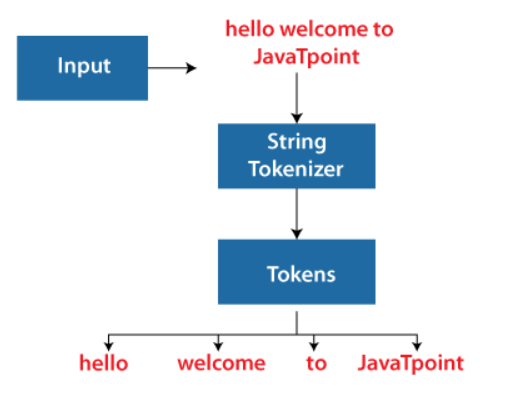 Input
hello welcome to
JavaTpoint
String
Tokenizer
Tokens
hello welcome to JavaTpoint